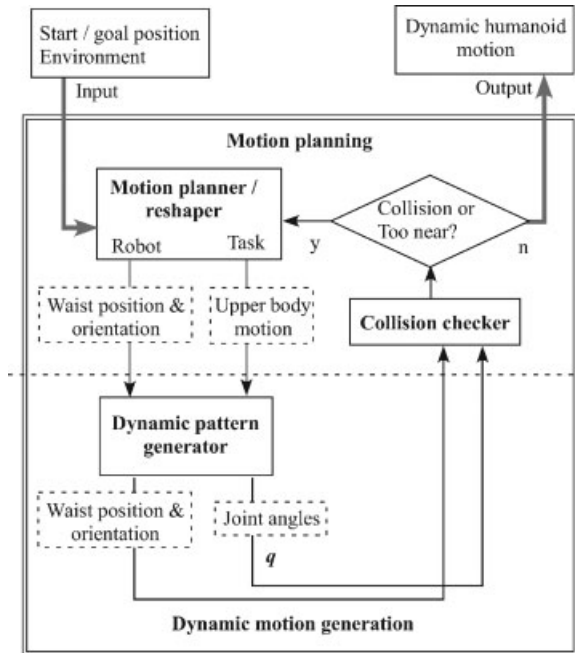 Start / goal position
Environment
Dynamic humanoid
motion
Input
Output
Motion planning
Motion planner /
reshaper
Robot
Task
Collision or
Too near?
y
n
Waist position &
orientation
Upper body
motion
Collision checker
Dynamic pattern
generator
Waist position &
orientation
Joint angles
q
Dynamic motion generation